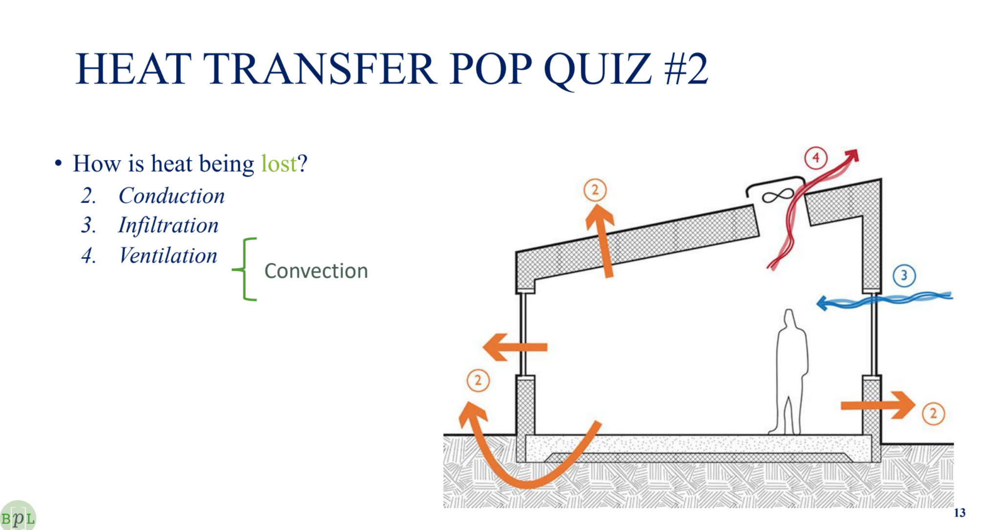 HEAT TRANSFER POP QUIZ #2
• How is heat being lost?
2. Conduction
3. Infiltration
4. Ventilation
Convection
4
2
3
2
2
B[p]L
13